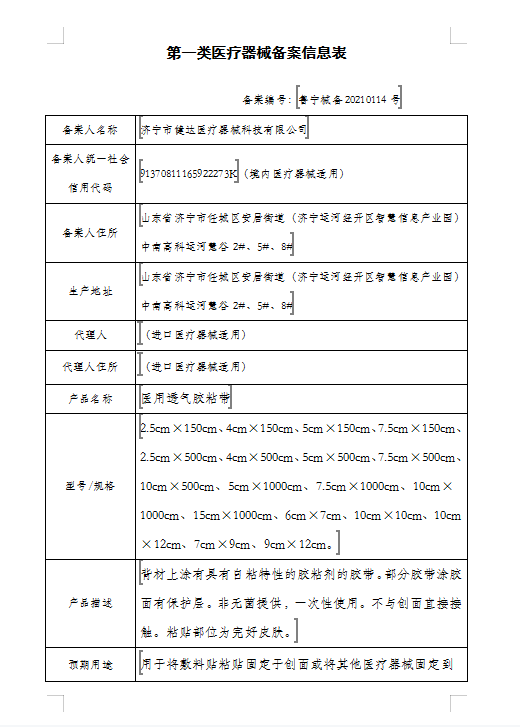 第一类医疗器械备案信息表
备案编号：鲁宁械备20210114号
备案人名称
济宁市健达医疗器械科技有限公司
备案人统一社会
信用代码
9137081116592227​3K（境内医疗器械适用）
备案人住所
山东省济宁市任城区安居街道（济宁运河经开区智慧信息产业园）
中南高科运河慧谷2#、5#、8#
生产地址
山东省济宁市任城区安居街道（济宁运河经开区智慧信息产业园）
中南高科运河慧谷2#、5#、8#
代理人
（进口医疗器械适用）
代理人住所
（进口医疗器械适用）
产品名称
医用透气胶粘带
型号/规格
2.5cm×150cm、4cm×150cm、5cm×150cm、7.5cm×150cm、
2.5cm×500cm、4cm×500cm、5cm×500cm、7.5cm×500cm、
10cm×500cm、5cm×1000cm、7.5cm×1000cm、10cm×
1000cm、15cm×1000cm、6cm×7cm、10cm×10cm、10cm
×12cm、7cm×9cm、9cm×12cm。
产品描述
背材上涂有具有自粘特性的胶粘剂的胶带。部分胶带涂胶
面有保护层。非无菌提供，一次性使用。不与创面直接接
触。粘贴部位为完好皮肤。
预期用途
用于将敷料贴粘贴固定于创面或将其他医疗器械固定到